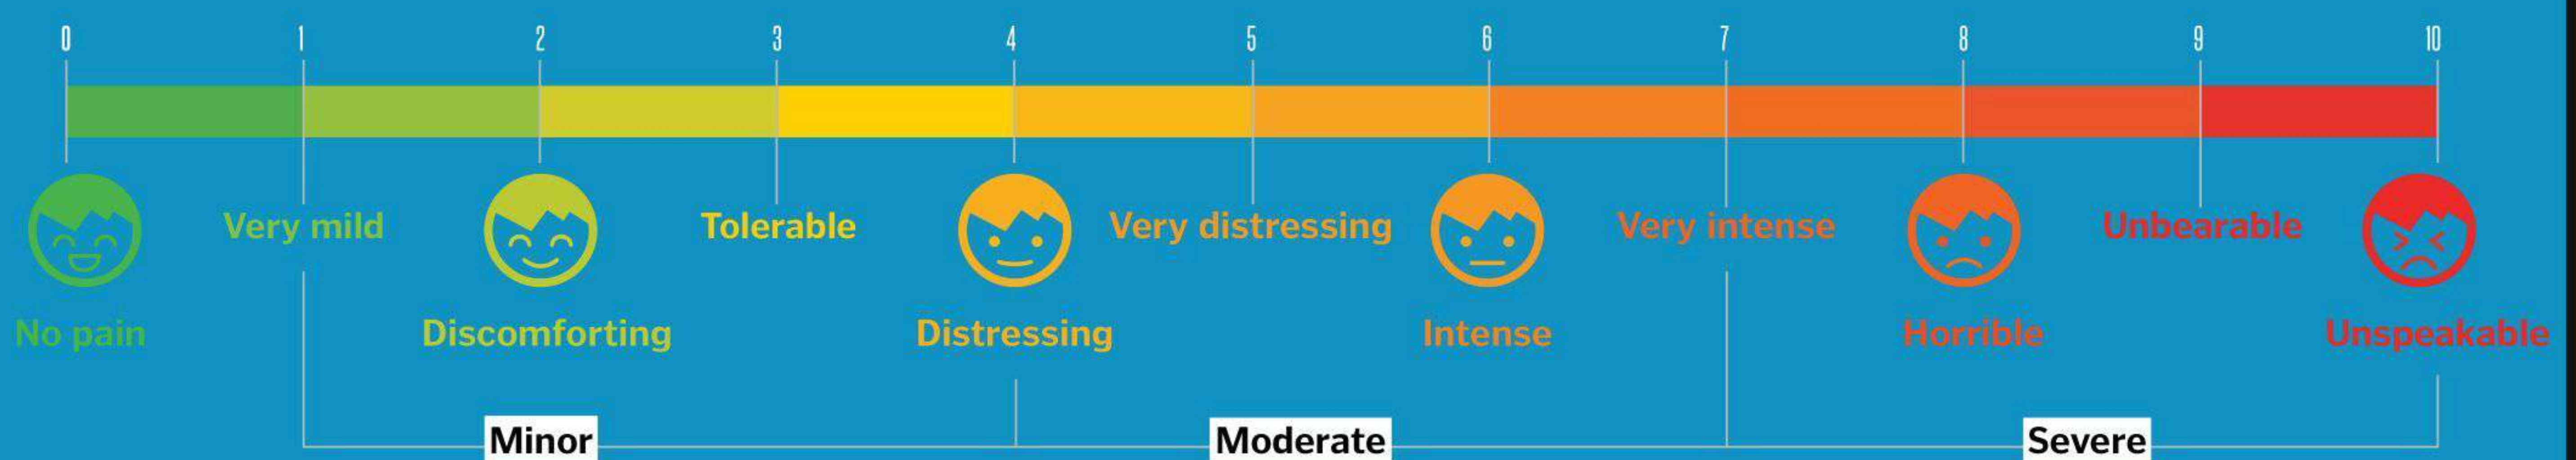 0 1 2 3 4 5 6 7 8 9 10
Very mild Tolerable Very distressing Very intense Unbearable
No pain Discomforting Distressing Intense Horrible Unspeakable
Minor Moderate Severe